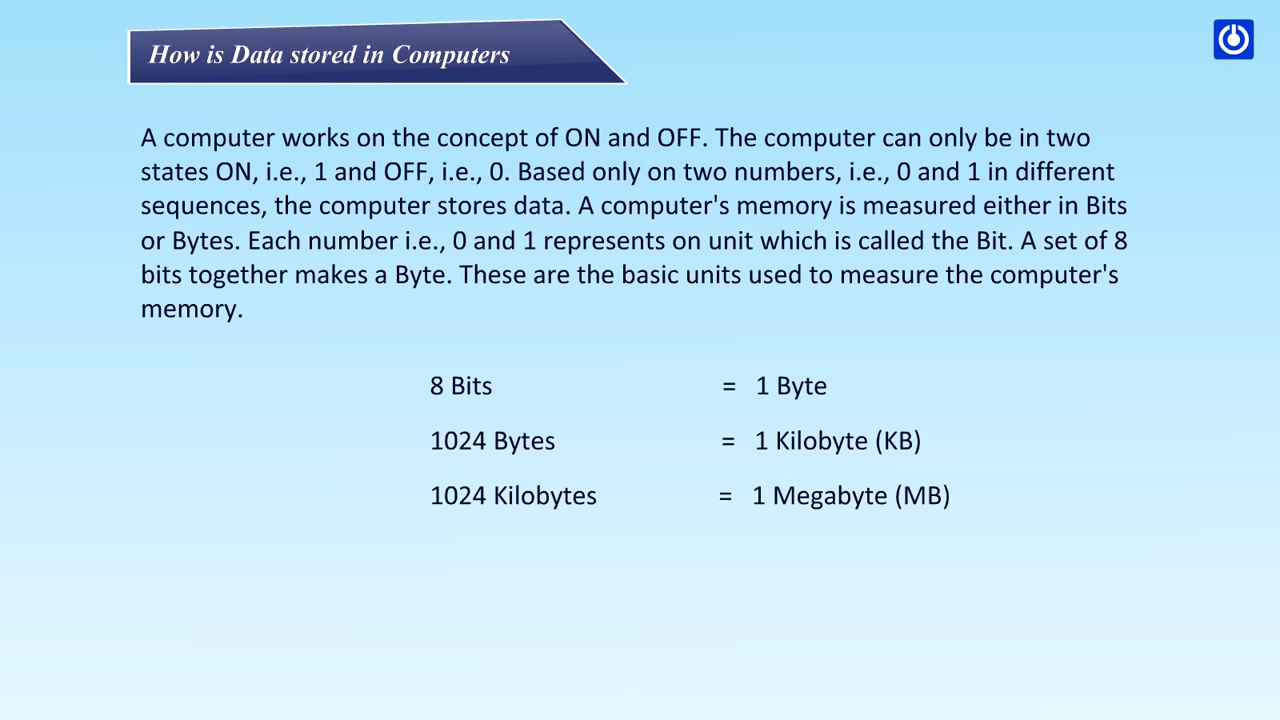 How is Data stored in Computers
A computer works on the concept of ON and OFF. The computer can only be in two
states ON, i.e., 1 and OFF, i.e., 0. Based only on two numbers, i.e., 0 and 1 in different
sequences, the computer stores data. A computer's memory is measured either in Bits
or Bytes. Each number i.e., 0 and 1 represents on unit which is called the Bit. A set of 8
bits together makes a Byte. These are the basic units used to measure the computer's
memory.
8 Bits = 1 Byte
1024 Bytes = 1 Kilobyte (KB)
1024 Kilobytes = 1 Megabyte (MB)